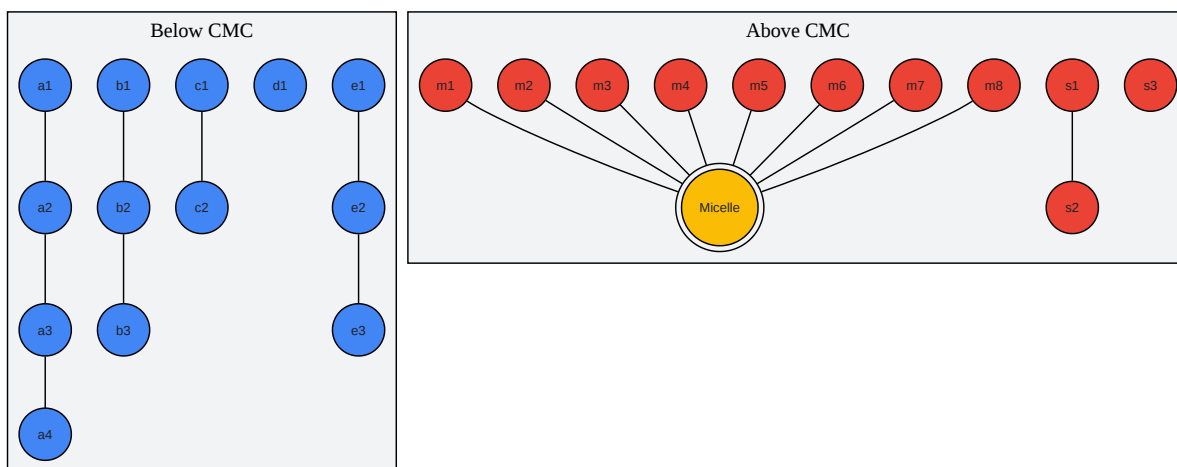 Below CMC
a1
b1
c1
d1
e1
a2
b2
c2
e2
a3
b3
e3
a4
Above CMC
m1
m2
m3
m4
m5
m6
m7
m8
s1
s3
Micelle
s2